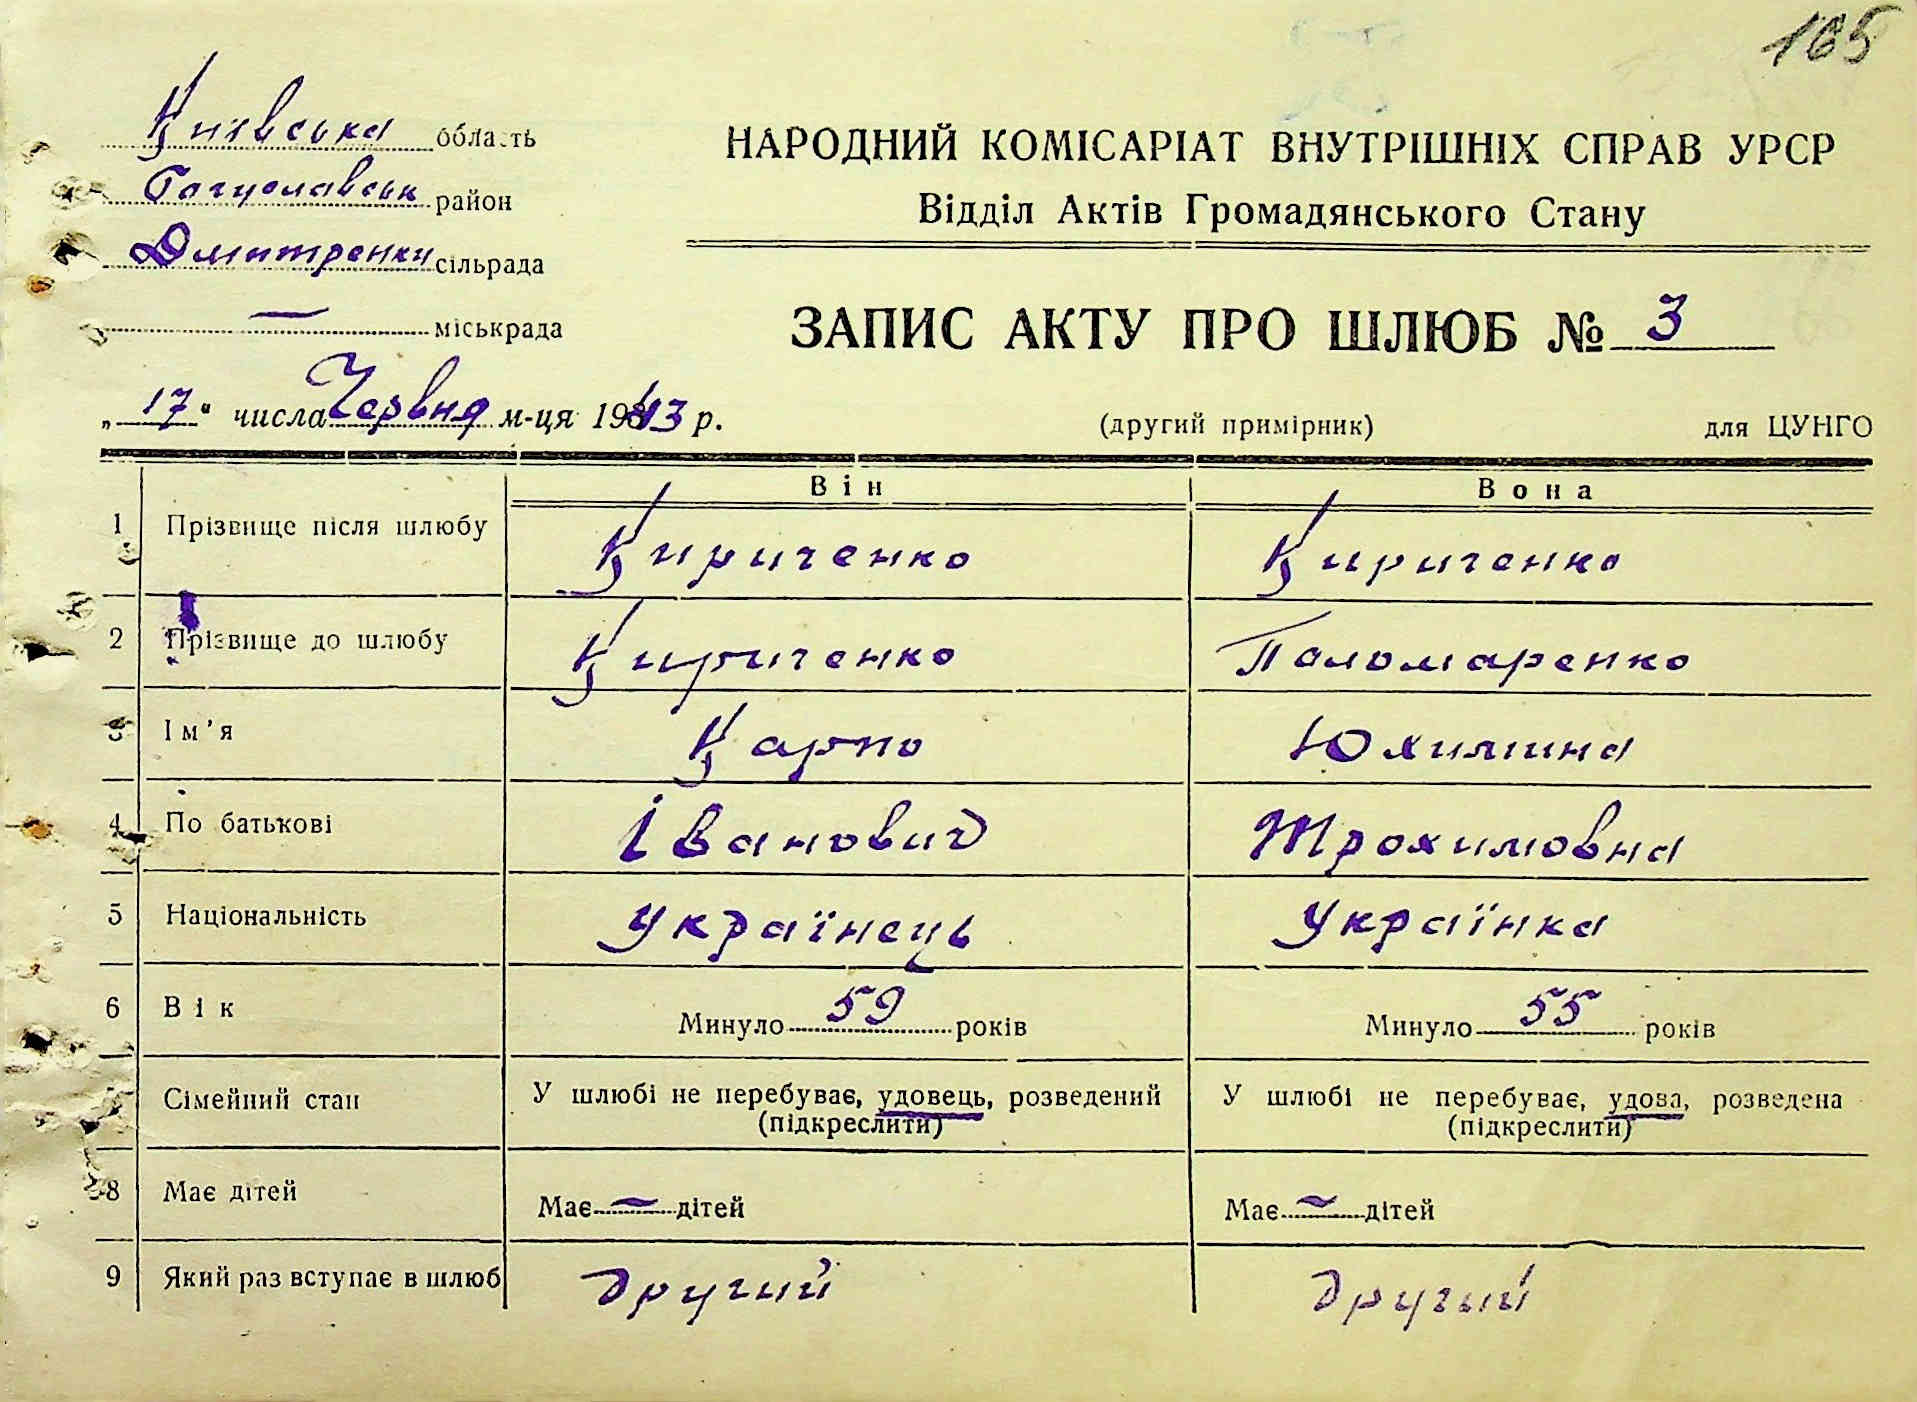 165
Київська область
Богуславськ район
Дмитренки сільрада
— міськрада
НАРОДНИЙ КОМІСАРІАТ ВНУТРІШНІХ СПРАВ УРСР
Відділ Актів Громадянського Стану
ЗАПИС АКТУ ПРО ШЛЮБ № 3
„17" числа Червня м-ця 1943 р.
(другий примірник) для ЦУНГО
Він Вона
1 Прізвище після шлюбу Кириченко Кириченко
2 Прізвище до шлюбу Кириченко Паломаренко
3 Ім'я Карпо Юхимина
4 По батькові Іванович Трохимовна
5 Національність Українець Українка
6 Вік Минуло 59 років Минуло 55 років
Сімейний стан У шлюбі не перебуває, удовець, розведений У шлюбі не перебуває, удова, розведена
(підкреслити) (підкреслити)
8 Має дітей Має — дітей Має — дітей
9 Який раз вступає в шлюб другий другий